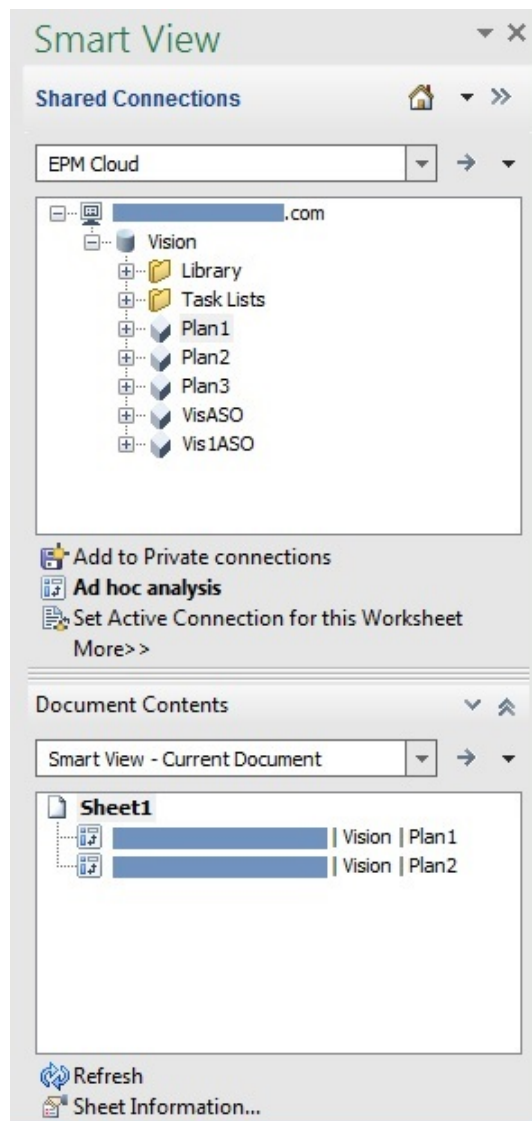 Smart View
Shared Connections
EPM Cloud
.com
Vision
Library
Task Lists
Plan1
Plan2
Plan3
VisASO
Vis1ASO
Add to Private connections
Ad hoc analysis
Set Active Connection for this Worksheet
More>>
Document Contents
Smart View - Current Document
Sheet1
| Vision | Plan1
| Vision | Plan2
Refresh
Sheet Information...